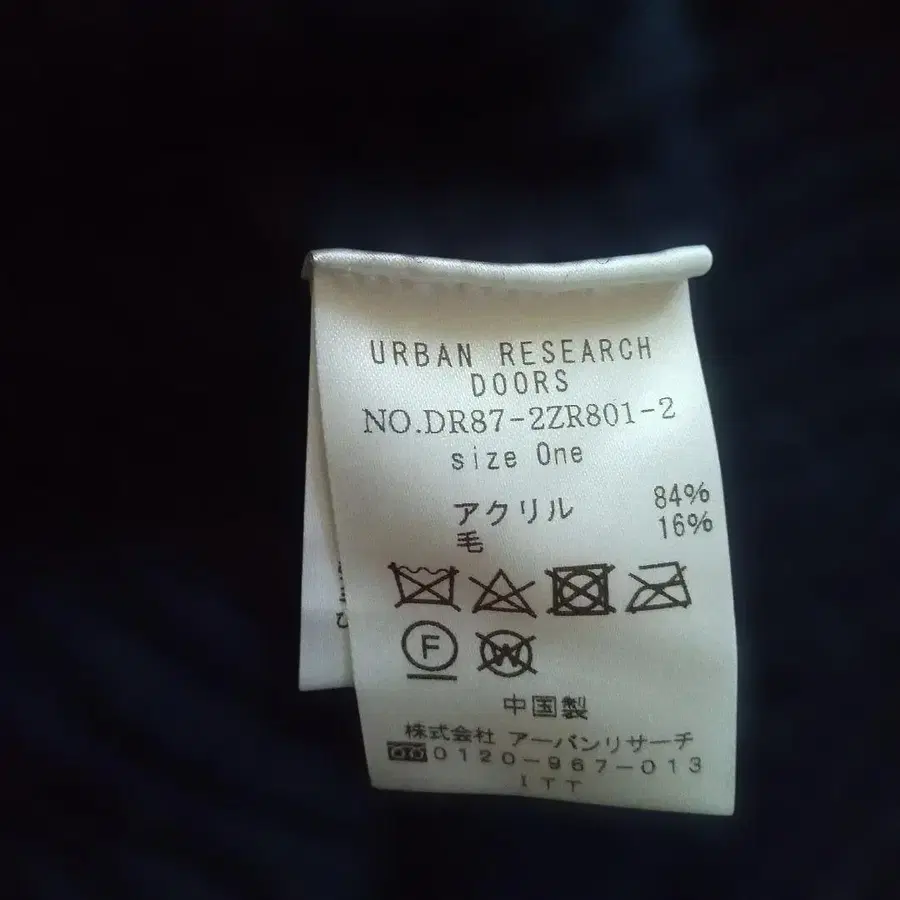 URBAN RESEARCH
DOORS
NO.DR87-2ZR801-2
size One
アクリル 84%
毛 16%
F
W
中国製
株式会社 アーバンリサーチ
0120-967-013
ITT